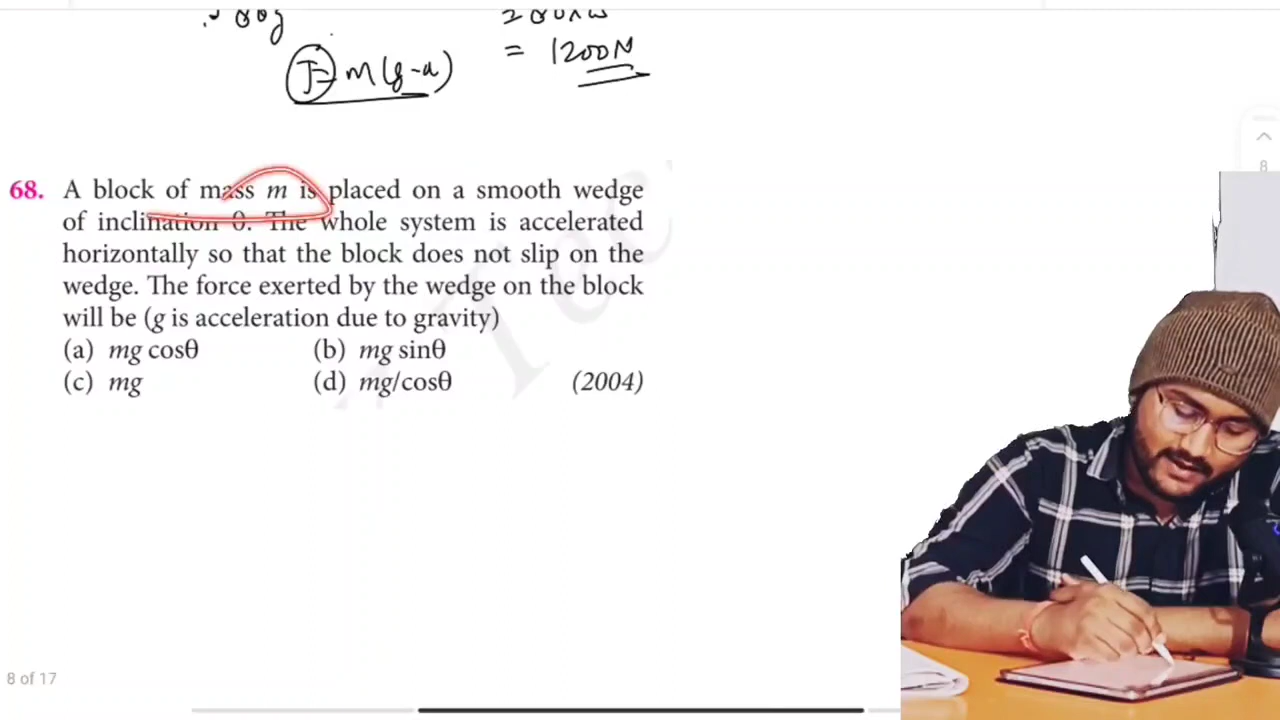 = 1200N
T= m(g-a)
68. A block of mass m is placed on a smooth wedge
of inclination θ. The whole system is accelerated
horizontally so that the block does not slip on the
wedge. The force exerted by the wedge on the block
will be (g is acceleration due to gravity)
(a) mg cosθ (b) mg sinθ
(c) mg (d) mg/cosθ (2004)
8
8 of 17